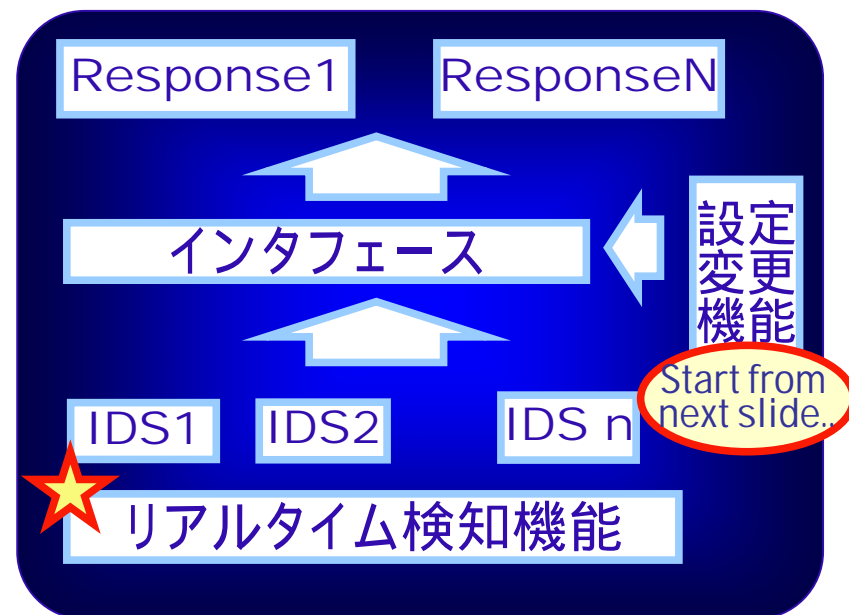 Response1
ResponseN
インタフェース
設定
変更
機能
Start from
next slide..
IDS1
IDS2
IDS n
リアルタイム検知機能